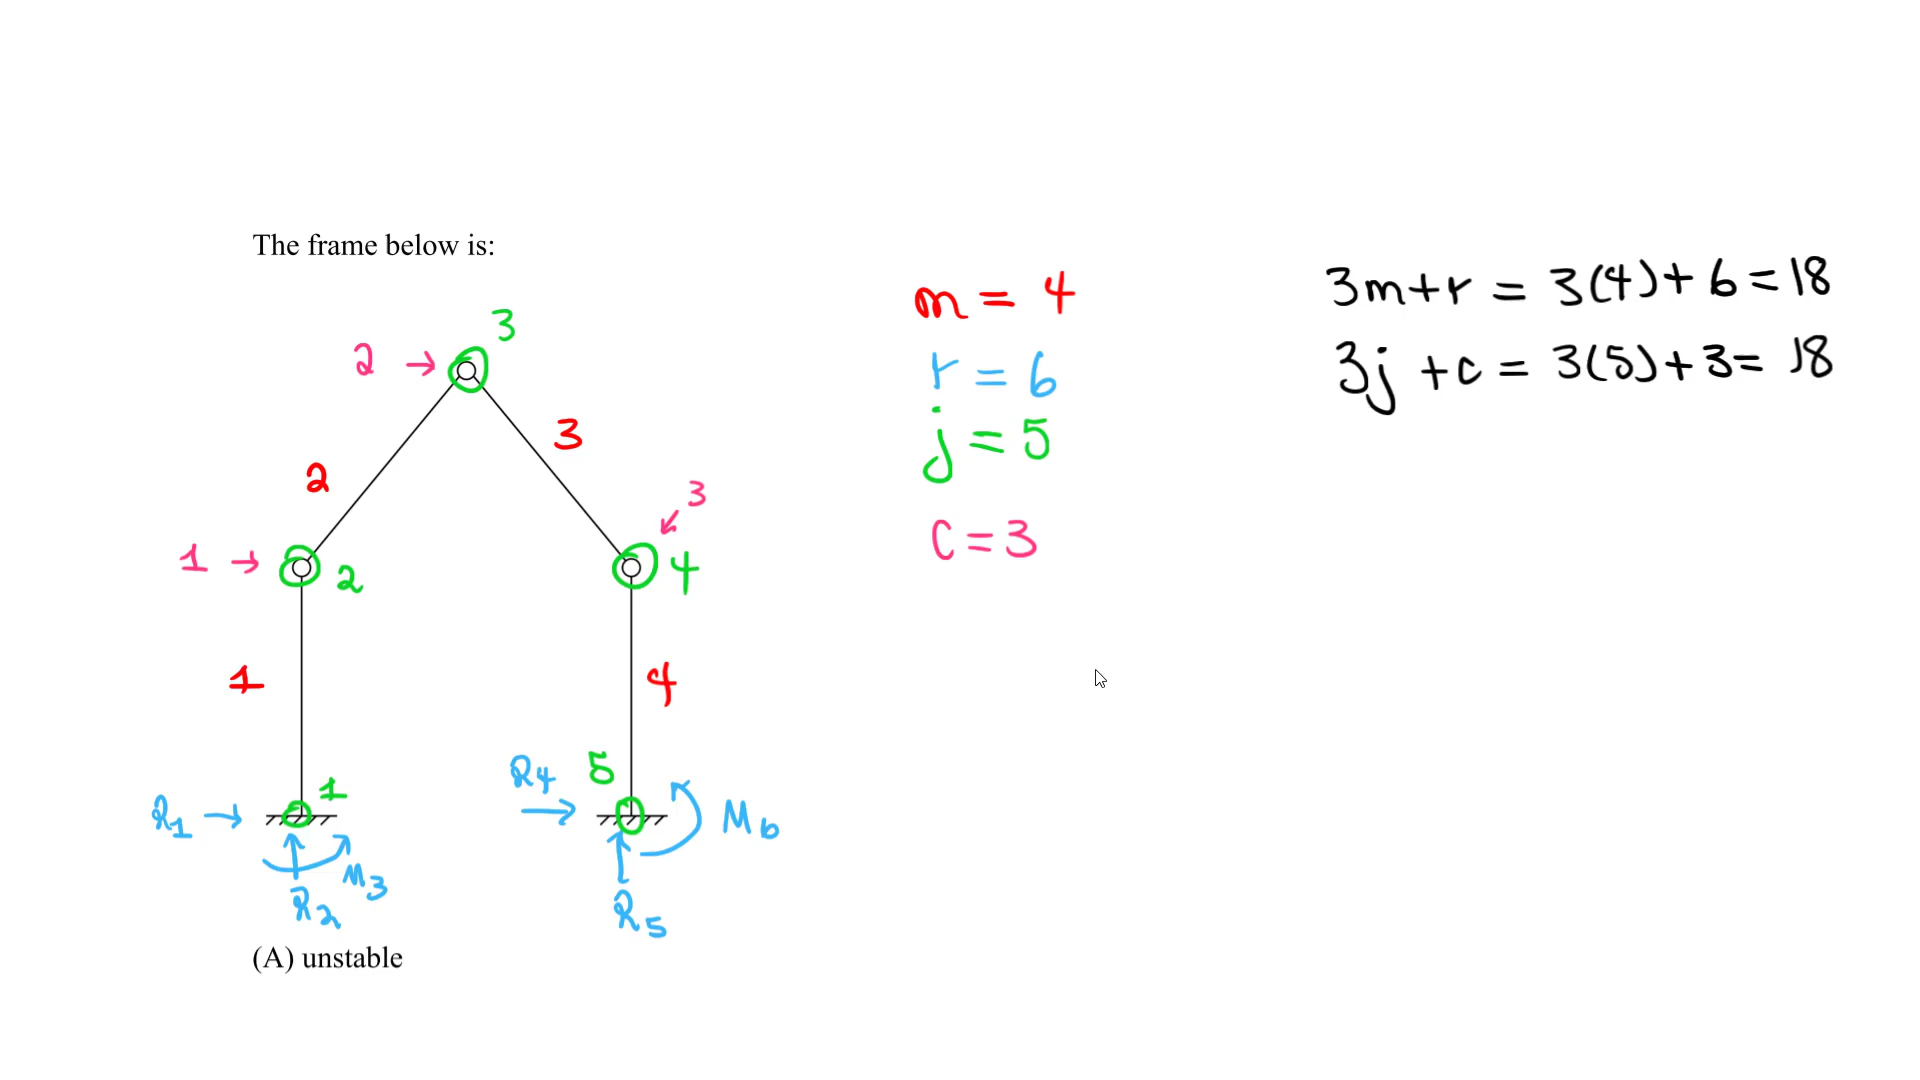 The frame below is:
3
2 →
3
2
3
1 →
2
4
1
4
R4
5
1
R1 →
M6
M3
R2
R5
(A) unstable
m = 4
r = 6
j = 5
c = 3
3m+r = 3(4)+6=18
3j +c = 3(5)+3= 18